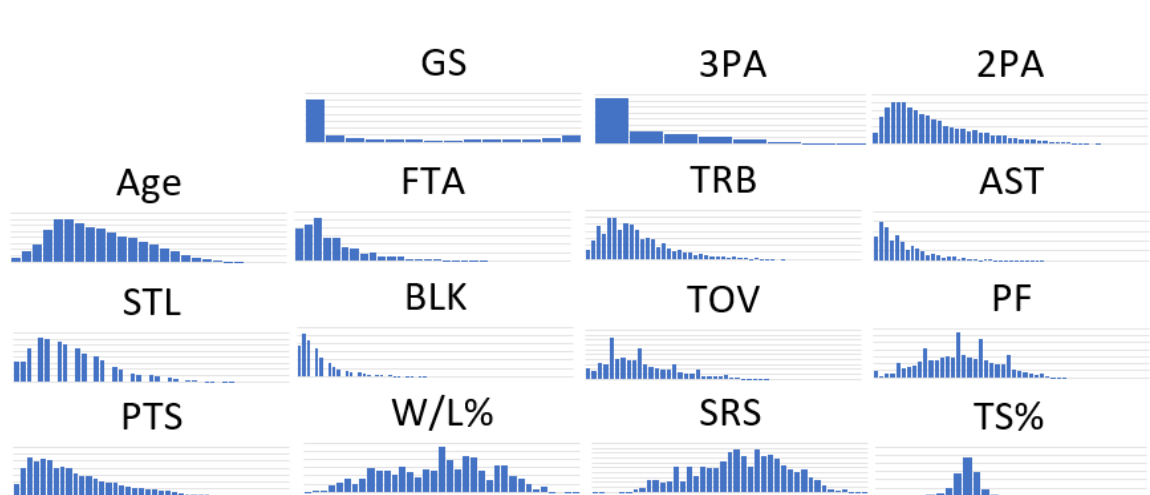 GS 3PA 2PA
Age FTA TRB AST
STL BLK TOV PF
PTS W/L% SRS TS%